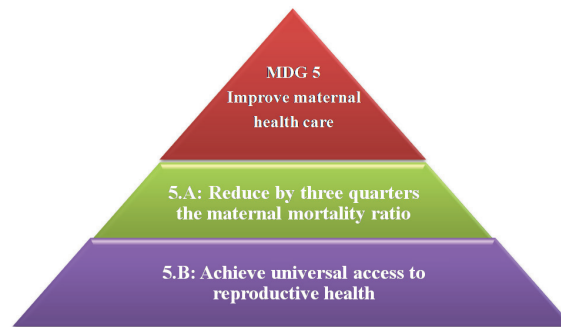 MDG 5
Improve maternal
health care
5.A: Reduce by three quarters
the maternal mortality ratio
5.B: Achieve universal access to
reproductive health